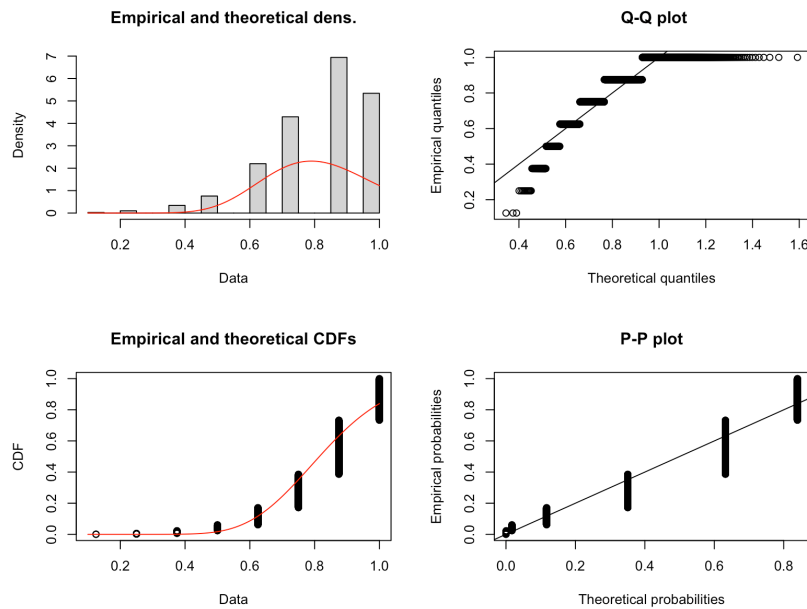 Empirical and theoretical dens.
Density
0 1 2 3 4 5 6 7
0.2 0.4 0.6 0.8 1.0
Data
Q-Q plot
Empirical quantiles
0.2 0.4 0.6 0.8 1.0
0.4 0.6 0.8 1.0 1.2 1.4 1.6
Theoretical quantiles
Empirical and theoretical CDFs
CDF
0.0 0.2 0.4 0.6 0.8 1.0
0.2 0.4 0.6 0.8 1.0
Data
P-P plot
Empirical probabilities
0.0 0.2 0.4 0.6 0.8 1.0
0.0 0.2 0.4 0.6 0.8
Theoretical probabilities